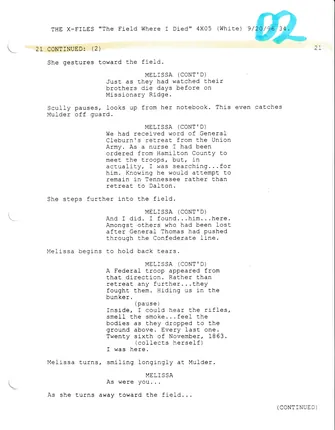 THE X-FILES "The Field Where I Died" 4X05 (White) 9/20/96 34.
02
21 CONTINUED: (2) 21
She gestures toward the field.
MELISSA (CONT'D)
Just as they had watched their
brothers die days before on
Missionary Ridge.
Scully pauses, looks up from her notebook. This even catches
Mulder off guard.
MELISSA (CONT'D)
We had received word of General
Cleburn's retreat from the Union
Army. As a nurse I had been
ordered from Hamilton County to
meet the troops, but, in
actuality, I was searching...for
him. Knowing he would attempt to
remain in Tennessee rather than
retreat to Dalton.
She steps further into the field.
MELISSA (CONT'D)
And I did. I found...him...here.
Amongst others who had been lost
after General Thomas had pushed
through the Confederate line.
Melissa begins to hold back tears.
MELISSA (CONT'D)
A Federal troop appeared from
that direction. Rather than
retreat any further...they
fought them. Hiding us in the
bunker.
(pause)
Inside, I could hear the rifles,
smell the smoke...feel the
bodies as they dropped to the
ground above. Every last one.
Twenty sixth of November, 1863.
(collects herself)
I was here.
Melissa turns, smiling longingly at Mulder.
MELISSA
As were you...
As she turns away toward the field...
(CONTINUED)